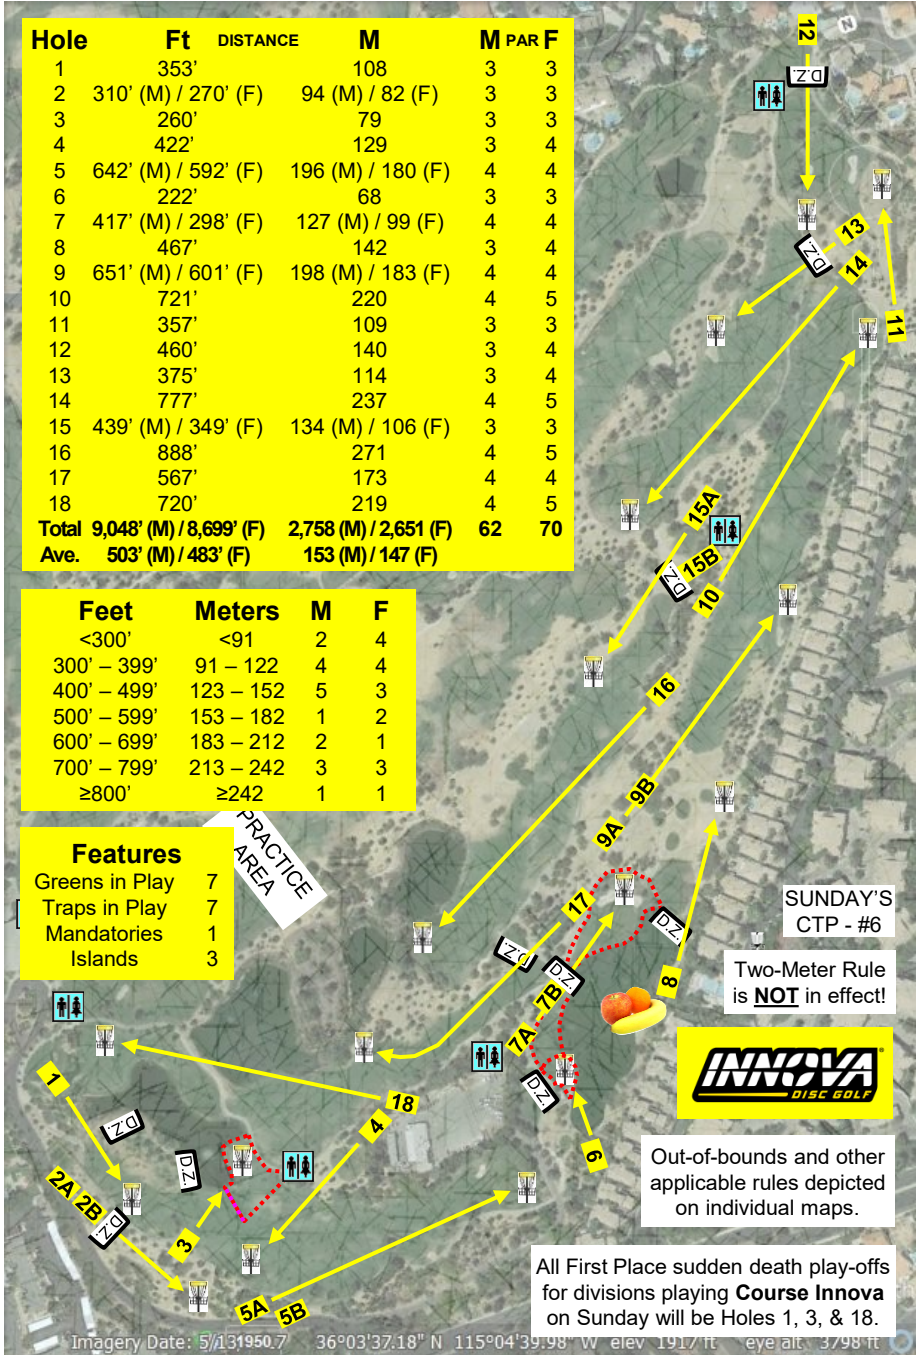 Hole Ft DISTANCE M M PAR F
1 353’ 108 3 3
2 310’ (M) / 270’ (F) 94 (M) / 82 (F) 3 3
3 260’ 79 3 3
4 422’ 129 3 4
5 642’ (M) / 592’ (F) 196 (M) / 180 (F) 4 4
6 222’ 68 3 3
7 417’ (M) / 298’ (F) 127 (M) / 99 (F) 4 4
8 467’ 142 3 4
9 651’ (M) / 601’ (F) 198 (M) / 183 (F) 4 4
10 721’ 220 4 5
11 357’ 109 3 3
12 460’ 140 3 4
13 375’ 114 3 4
14 777’ 237 4 5
15 439’ (M) / 349’ (F) 134 (M) / 106 (F) 3 3
16 888’ 271 4 5
17 567’ 173 4 4
18 720’ 219 4 5
Total 9,048’ (M) / 8,699’ (F) 2,758 (M) / 2,651 (F) 62 70
Ave. 503’ (M) / 483’ (F) 153 (M) / 147 (F)
Feet Meters M F
<300’ <91 2 4
300’ – 399’ 91 – 122 4 4
400’ – 499’ 123 – 152 5 3
500’ – 599’ 153 – 182 1 2
600’ – 699’ 183 – 212 2 1
700’ – 799’ 213 – 242 3 3
≥800’ ≥242 1 1
PRACTICE
AREA
Features
Greens in Play 7
Traps in Play 7
Mandatories 1
Islands 3
12
D.Z.
13
D.Z.
14
11
15A
15B
D.Z.
10
16
9B
9A
17
D.Z.
D.Z.
D.Z.
7B
7A
8
SUNDAY’S
CTP - #6
Two-Meter Rule
is NOT in effect!
INNOVA
DISC GOLF
D.Z.
6
1
18
4
D.Z.
D.Z.
2A
2B
D.Z.
3
5A
5B
Out-of-bounds and other
applicable rules depicted
on individual maps.
All First Place sudden death play-offs
for divisions playing Course Innova
on Sunday will be Holes 1, 3, & 18.
Imagery Date: 5/13 1950 7 36°03'37.18" N 115°04'39.98" W elev 1917 ft eye alt 3798 ft